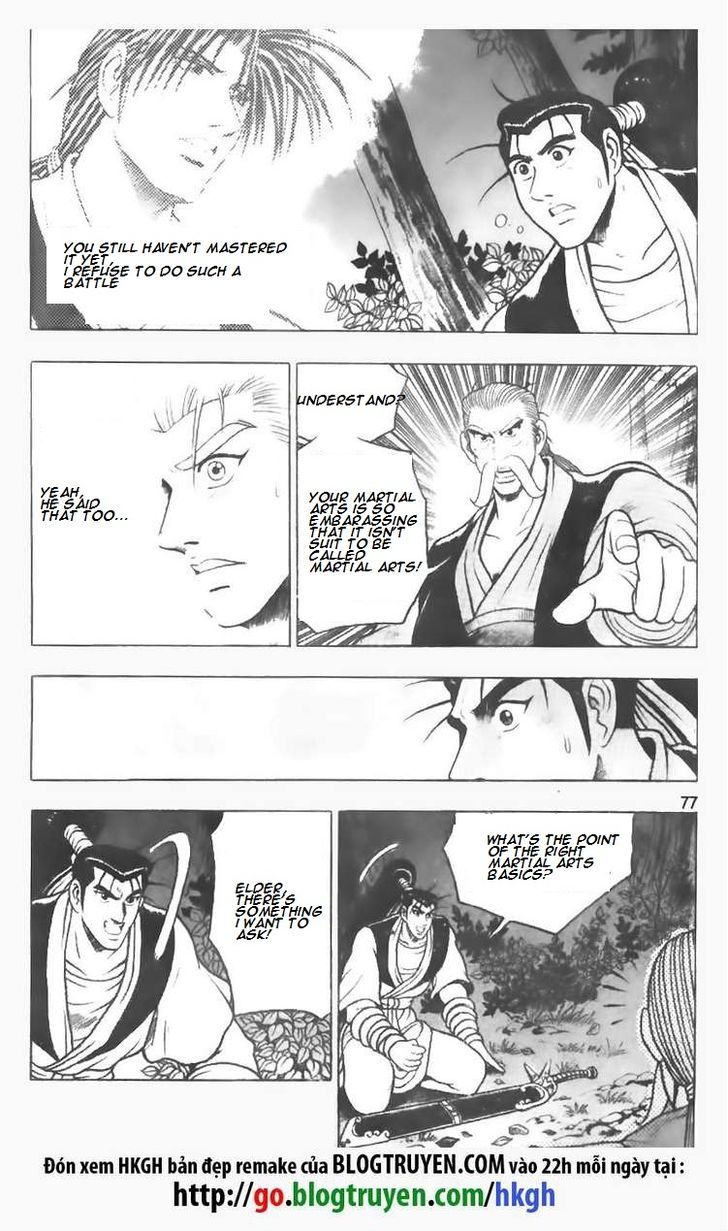 YOU STILL HAVEN'T MASTERED
IT YET,
I REFUSE TO DO SUCH A
BATTLE
UNDERSTAND?
YOUR MARTIAL
ARTS IS SO
EMBARASSING
THAT IT ISN'T
SUIT TO BE
CALLED
MARTIAL ARTS!
YEAH,
HE SAID
THAT TOO...
77
ELDER,
THERE'S
SOMETHING
I WANT TO
ASK!
WHAT'S THE POINT
OF THE RIGHT
MARTIAL ARTS
BASICS?
Đón xem HKGH bản đẹp remake của BLOGTRUYEN.COM vào 22h mỗi ngày tại :
http://go.blogtruyen.com/hkgh